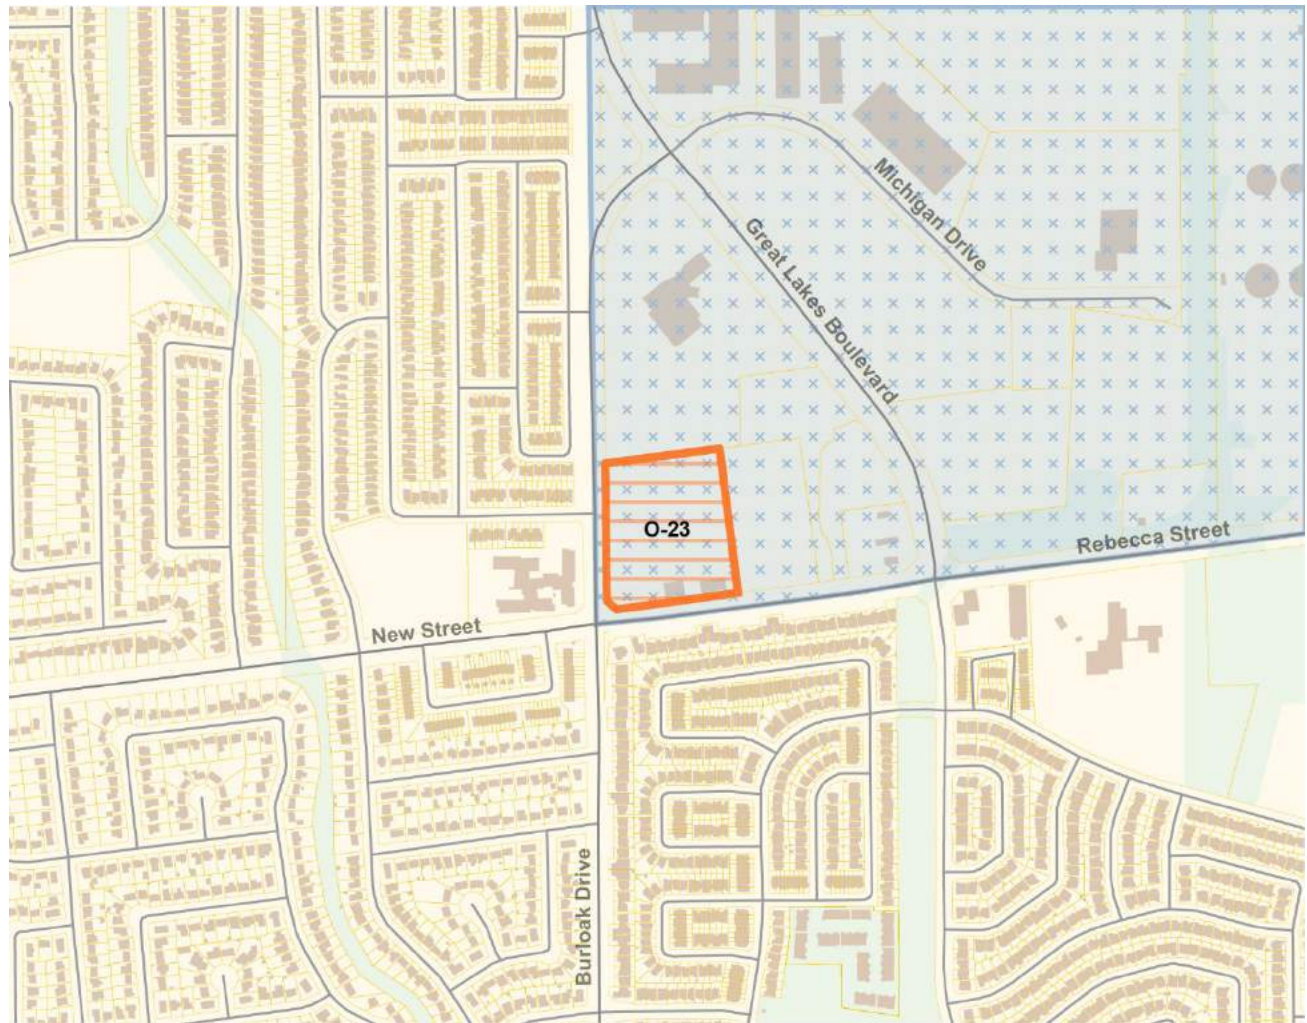 Michigan Drive
Great Lakes Boulevard
O-23
Rebecca Street
New Street
Burloak Drive